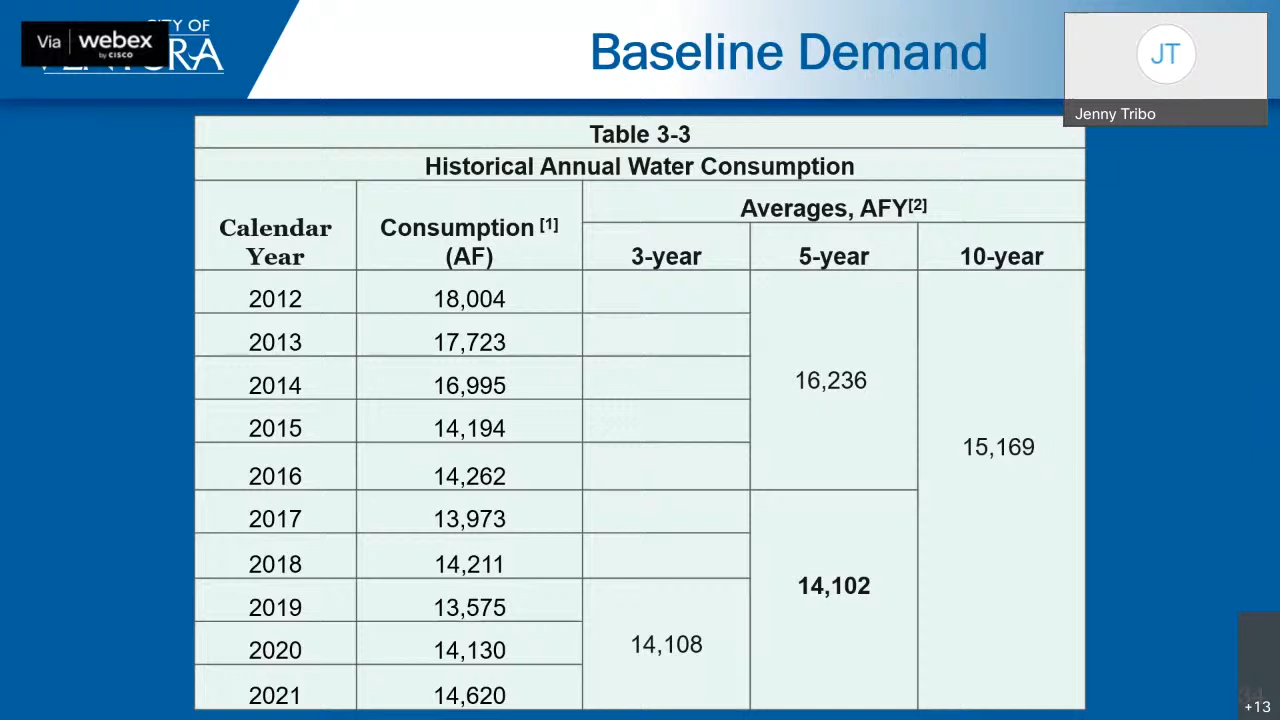 Via webex
by CISCO
CITY OF
Baseline Demand
JT
Jenny Tribo
Table 3-3
Historical Annual Water Consumption
Calendar Year
Consumption [1] (AF)
Averages, AFY[2]
3-year 5-year 10-year
2012 18,004
2013 17,723
2014 16,995
16,236
2015 14,194
15,169
2016 14,262
2017 13,973
2018 14,211
14,102
2019 13,575
2020 14,130
14,108
2021 14,620
34
+13